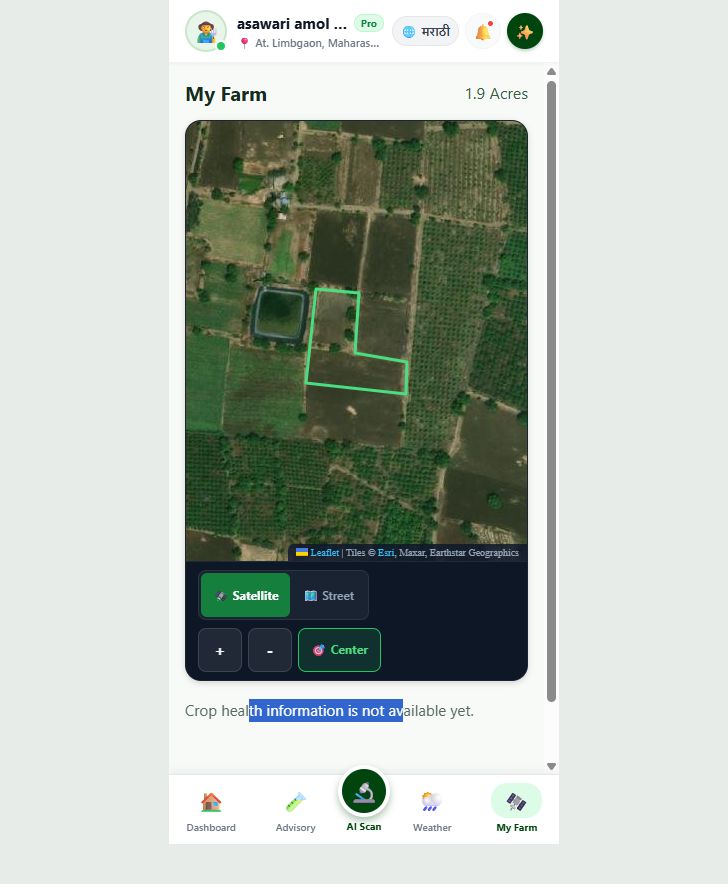 asawari amol ... Pro
At. Limbgaon, Maharas...
मराठी
My Farm
1.9 Acres
Leaflet | Tiles © Esri, Maxar, Earthstar Geographics
Satellite
Street
+
-
Center
Crop health information is not available yet.
Dashboard
Advisory
AI Scan
Weather
My Farm